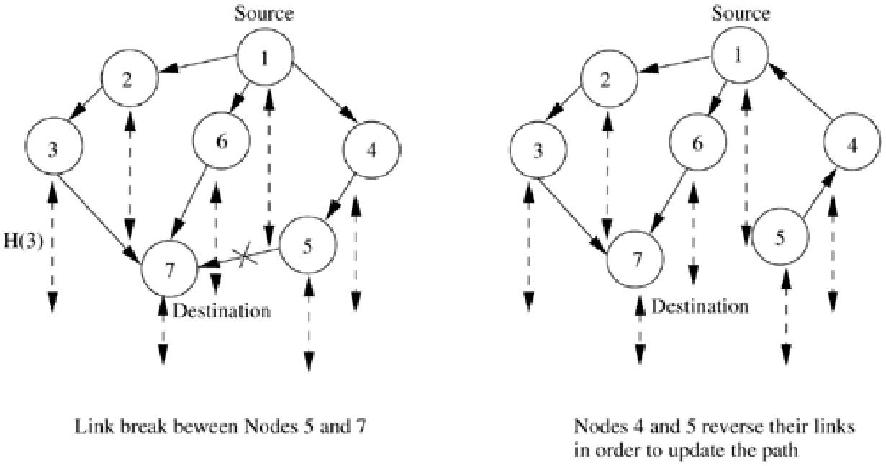 Source
1
2
3
6
4
H(3)
5
7
Destination
Link break beween Nodes 5 and 7
Source
1
2
3
6
4
5
7
Destination
Nodes 4 and 5 reverse their links
in order to update the path